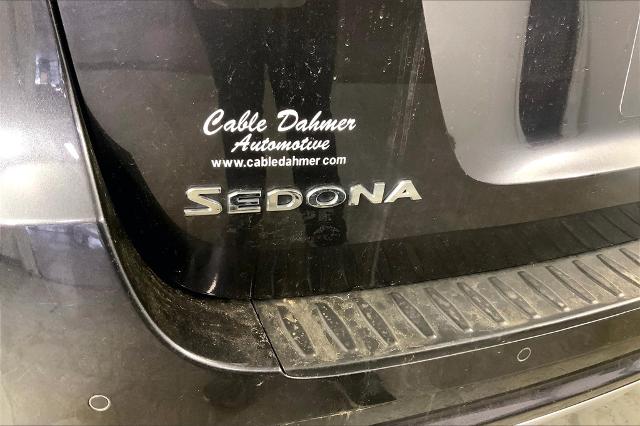 Cable Dahmer
Automotive
www.cabledahmer.com
SEDONA